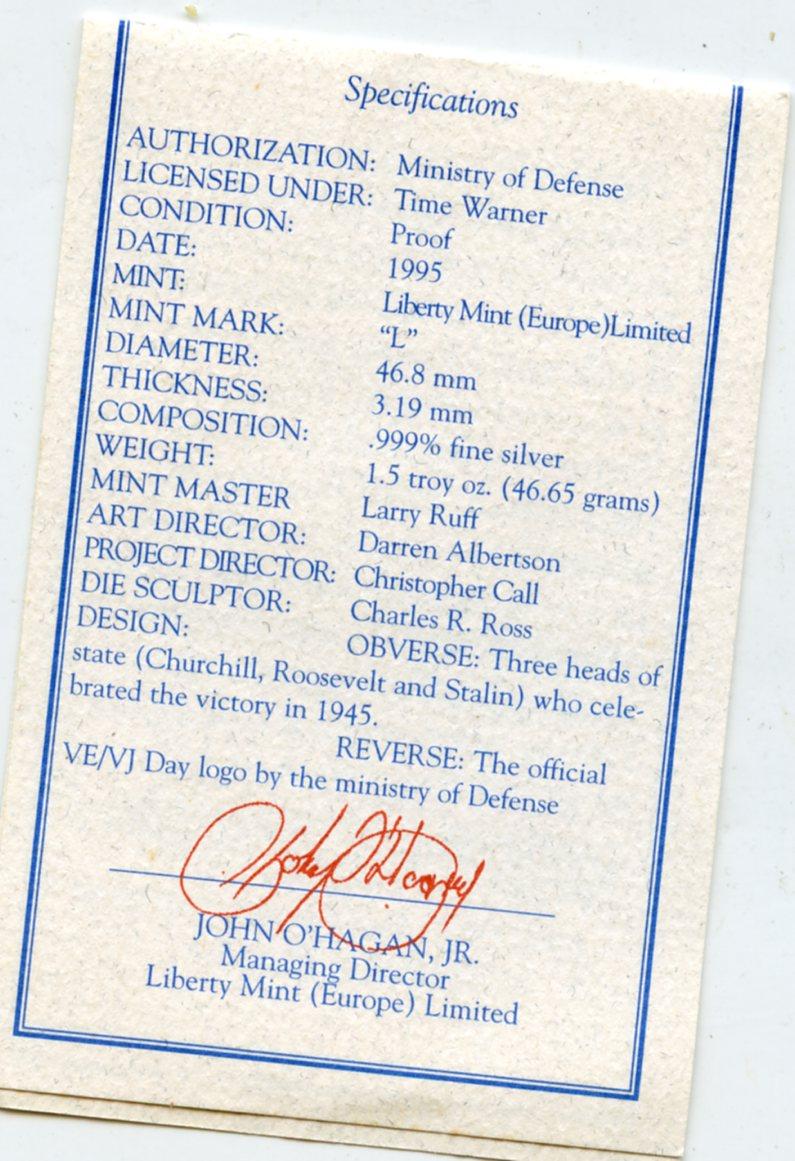 Specifications
AUTHORIZATION: Ministry of Defense
LICENSED UNDER: Time Warner
CONDITION: Proof
DATE: 1995
MINT: Liberty Mint (Europe)Limited
MINT MARK: “L”
DIAMETER: 46.8 mm
THICKNESS: 3.19 mm
COMPOSITION: .999% fine silver
WEIGHT: 1.5 troy oz. (46.65 grams)
MINT MASTER Larry Ruff
ART DIRECTOR: Darren Albertson
PROJECT DIRECTOR: Christopher Call
DIE SCULPTOR: Charles R. Ross
DESIGN: OBVERSE: Three heads of
state (Churchill, Roosevelt and Stalin) who cele-
brated the victory in 1945.
REVERSE: The official
VE/VJ Day logo by the ministry of Defense
John O'Hagan
JOHN O’HAGAN, JR.
Managing Director
Liberty Mint (Europe) Limited